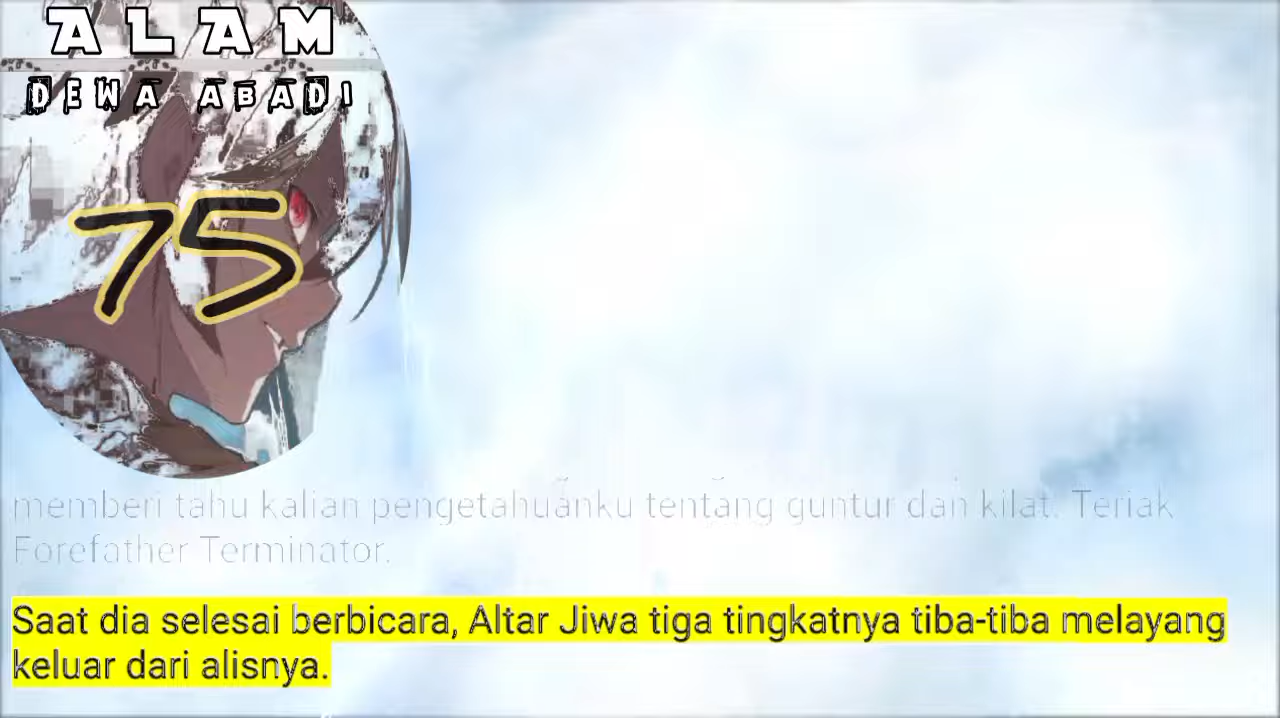 ALAM
DEWA ABADI
75
memberi tahu kalian pengetahuanku tentang guntur dan kilat. Teriak
Forefather Terminator.
Saat dia selesai berbicara, Altar Jiwa tiga tingkatnya tiba-tiba melayang
keluar dari alisnya.